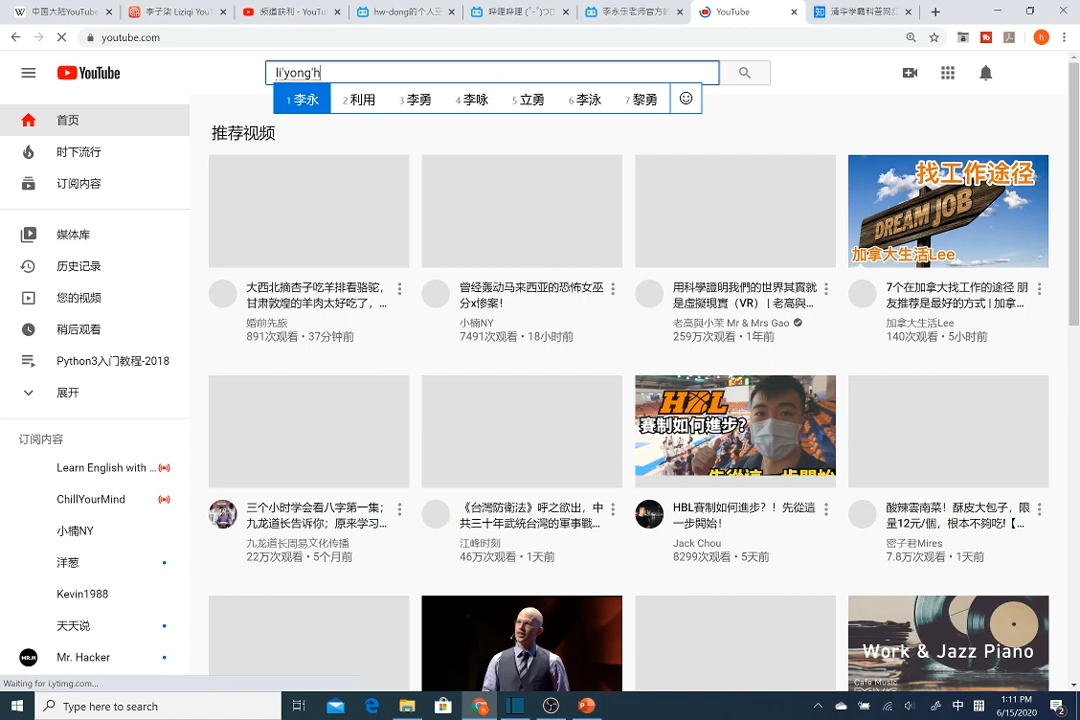 中国大陆YouTube
李子柒 Liziqi YouT
频道获利 - YouTu
hw-dong的个人空
哔哩哔哩 (゜-゜)つロ
李永乐老师官方的
YouTube
清华学霸科普网红
youtube.com
YouTube
li'yong'h
1 李永 2 利用 3 李勇 4 李咏 5 立勇 6 李泳 7 黎勇
首页
时下流行
订阅内容
媒体库
历史记录
您的视频
稍后观看
Python3入门教程-2018
展开
订阅内容
Learn English with ...
ChillYourMind
小楠NY
洋葱
Kevin1988
天天说
Mr. Hacker
推荐视频
找工作途径
DREAM JOB
加拿大生活Lee
大西北摘杏子吃羊排看骆驼，
甘肃敦煌的羊肉太好吃了，...
婚前先旅
891次观看 • 37分钟前
曾经轰动马来西亚的恐怖女巫
分x惨案!
小楠NY
7491次观看 • 18小时前
用科學證明我們的世界其實就
是虛擬現實（VR）| 老高與...
老高與小茉 Mr & Mrs Gao
259万次观看 • 1年前
7个在加拿大找工作的途径 朋
友推荐是最好的方式 | 加拿...
加拿大生活Lee
140次观看 • 5小时前
HBL
賽制如何進步？
先從這一步開始
三个小时学会看八字第一集；
九龙道长告诉你；原来学习...
九龙道长周易文化传播
22万次观看 • 5个月前
《台灣防衛法》呼之欲出，中
共三十年武統台灣的軍事戰...
江峰时刻
46万次观看 • 1天前
HBL賽制如何進步？！先從這
一步開始！
Jack Chou
8299次观看 • 5天前
酸辣雲南菜！酥皮大包子，限
量12元/個，根本不夠吃!【...
密子君Mires
7.8万次观看 • 1天前
Work & Jazz Piano
Cafe Music
Waiting for i.ytimg.com...
Type here to search
中
1:11 PM
6/15/2020
2